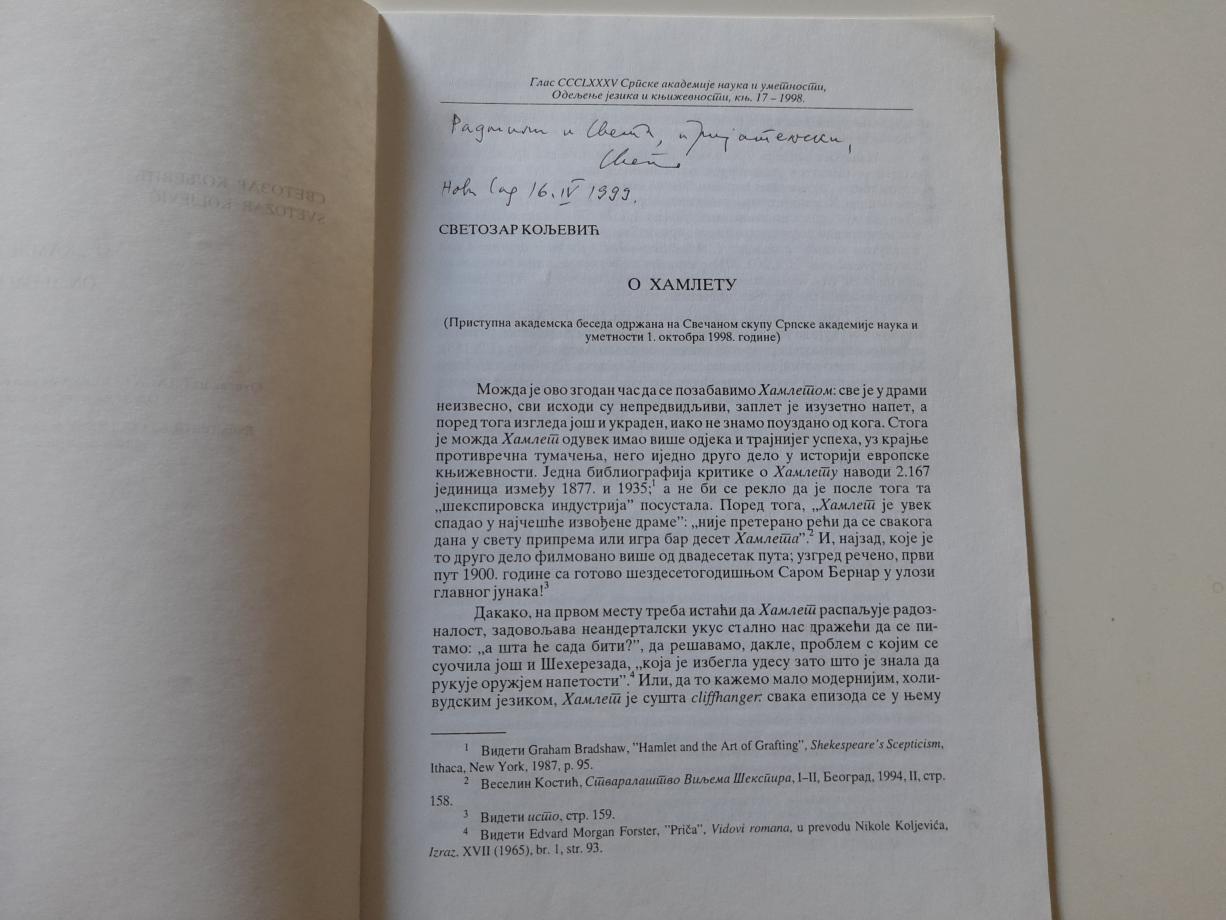 Глас CCCLXXXV Српске академије наука и уметности,
Одељење језика и књижевности, књ. 17 – 1998.
и Свети, пријатељски,
Света
Нови Сад 16. IV 1999.
СВЕТОЗАР КОЉЕВИЋ
О ХАМЛЕТУ
(Приступна академска беседа одржана на Свечаном скупу Српске академије наука и
уметности 1. октобра 1998. године)
Можда је ово згодан час да се позабавимо Хамлетом: све је у драми
неизвесно, сви исходи су непредвидљиви, заплет је изузетно напет, а
поред тога изгледа још и украден, иако не знамо поуздано од кога. Стога
је можда Хамлет одувек имао више одјека и трајнијег успеха, уз крајње
противречна тумачења, него иједно друго дело у историји европске
књижевности. Једна библиографија критике о Хамлету наводи 2.167
јединица између 1877. и 1935;¹ а не би се рекло да је после тога та
„шекспировска индустрија” посустала. Поред тога, „Хамлет је увек
спадао у најчешће извођене драме”: „није претерано рећи да се свакога
дана у свету припрема или игра бар десет Хамлета”.² И, најзад, које је
то друго дело филмовано више од двадесетак пута; узгред речено, први
пут 1900. године са готово шездесетогодишњом Саром Бернар у улози
главног јунака!³
Дакако, на првом месту треба истаћи да Хамлет распаљује радоз-
налост, задовољава неандерталски укус стално нас дражећи да се пи-
тамо: „а шта ће сада бити?”, да решавамо, дакле, проблем с којим се
суочила још и Шехерезада, „која је избегла удесу зато што је знала да
рукује оружјем напетости”.⁴ Или, да то кажемо мало модернијим, холи-
вудским језиком, Хамлет је сушта cliffhanger: свака епизода се у њему
¹ Видети Graham Bradshaw, ”Hamlet and the Art of Grafting”, Shekespeare’s Scepticism,
Ithaca, New York, 1987, p. 95.
² Веселин Костић, Стваралаштво Виљема Шекспира, I–II, Београд, 1994, II, стр.
158.
³ Видети исто, стр. 159.
⁴ Видети Edvard Morgan Forster, ”Priča”, Vidovi romana, u prevodu Nikole Koljevića,
Izraz, XVII (1965), br. 1, str. 93.